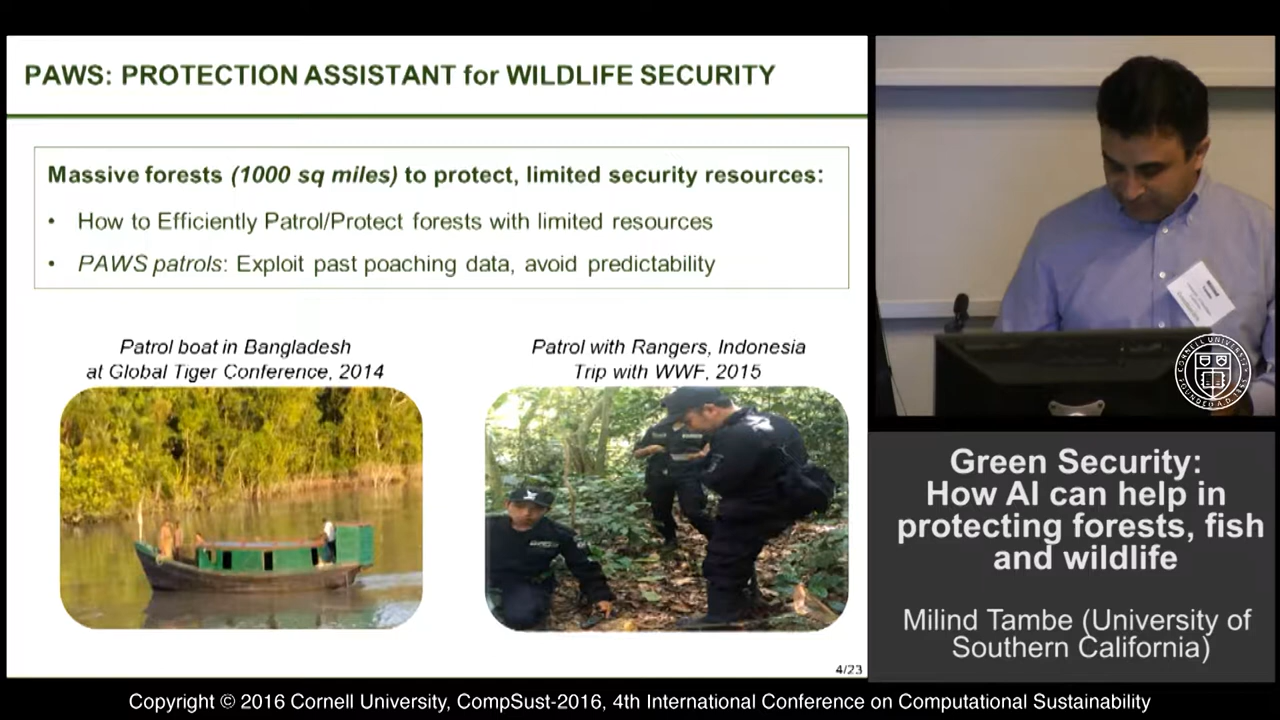 PAWS: PROTECTION ASSISTANT for WILDLIFE SECURITY
Massive forests (1000 sq miles) to protect, limited security resources:
• How to Efficiently Patrol/Protect forests with limited resources
• PAWS patrols: Exploit past poaching data, avoid predictability
Patrol boat in Bangladesh
at Global Tiger Conference, 2014
Patrol with Rangers, Indonesia
Trip with WWF, 2015
4/23
CORNELL UNIVERSITY
FOUNDED A.D. 1865
Green Security:
How AI can help in
protecting forests, fish
and wildlife
Milind Tambe (University of
Southern California)
Copyright © 2016 Cornell University, CompSust-2016, 4th International Conference on Computational Sustainability